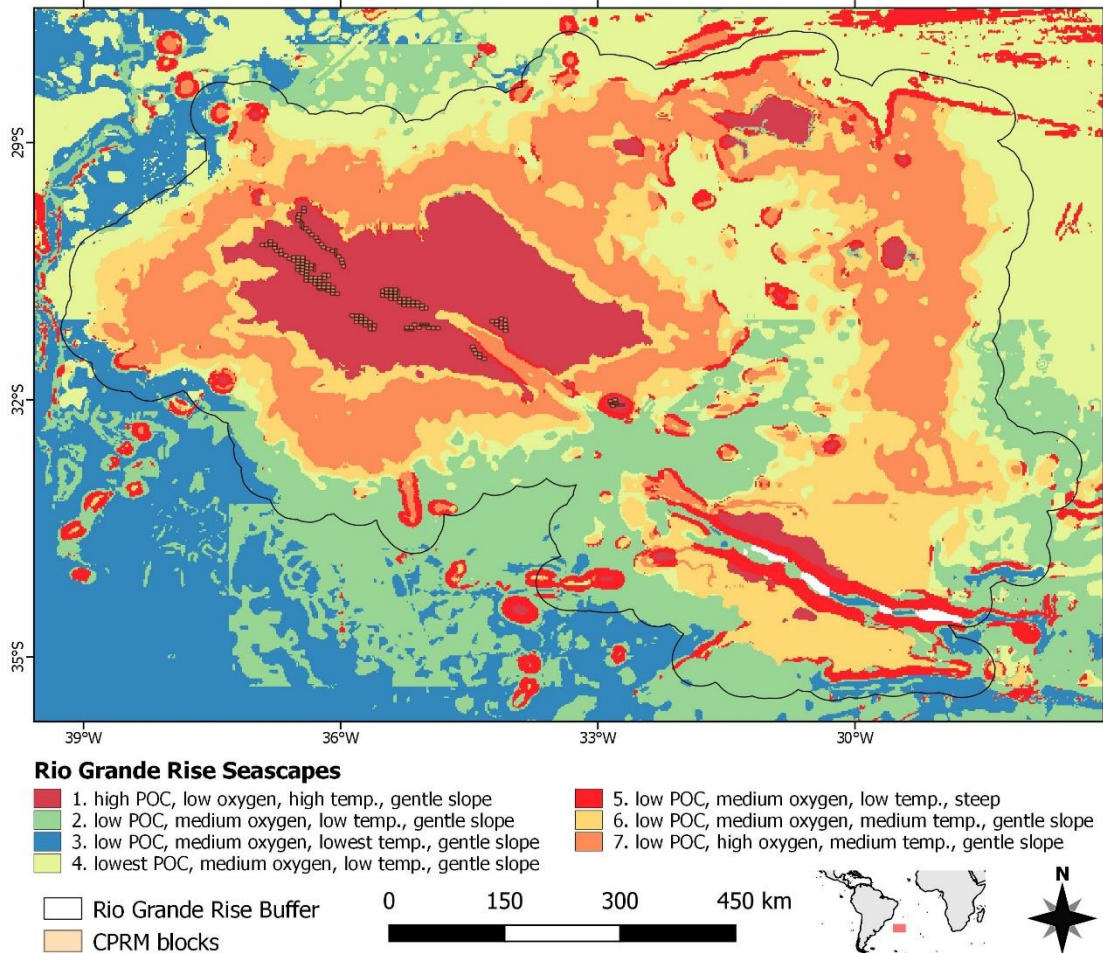 29°S
32°S
35°S
39°W 36°W 33°W 30°W
Rio Grande Rise Seascapes
1. high POC, low oxygen, high temp., gentle slope
2. low POC, medium oxygen, low temp., gentle slope
3. low POC, medium oxygen, lowest temp., gentle slope
4. lowest POC, medium oxygen, low temp., gentle slope
5. low POC, medium oxygen, low temp., steep
6. low POC, medium oxygen, medium temp., gentle slope
7. low POC, high oxygen, medium temp., gentle slope
Rio Grande Rise Buffer
CPRM blocks
0 150 300 450 km
N